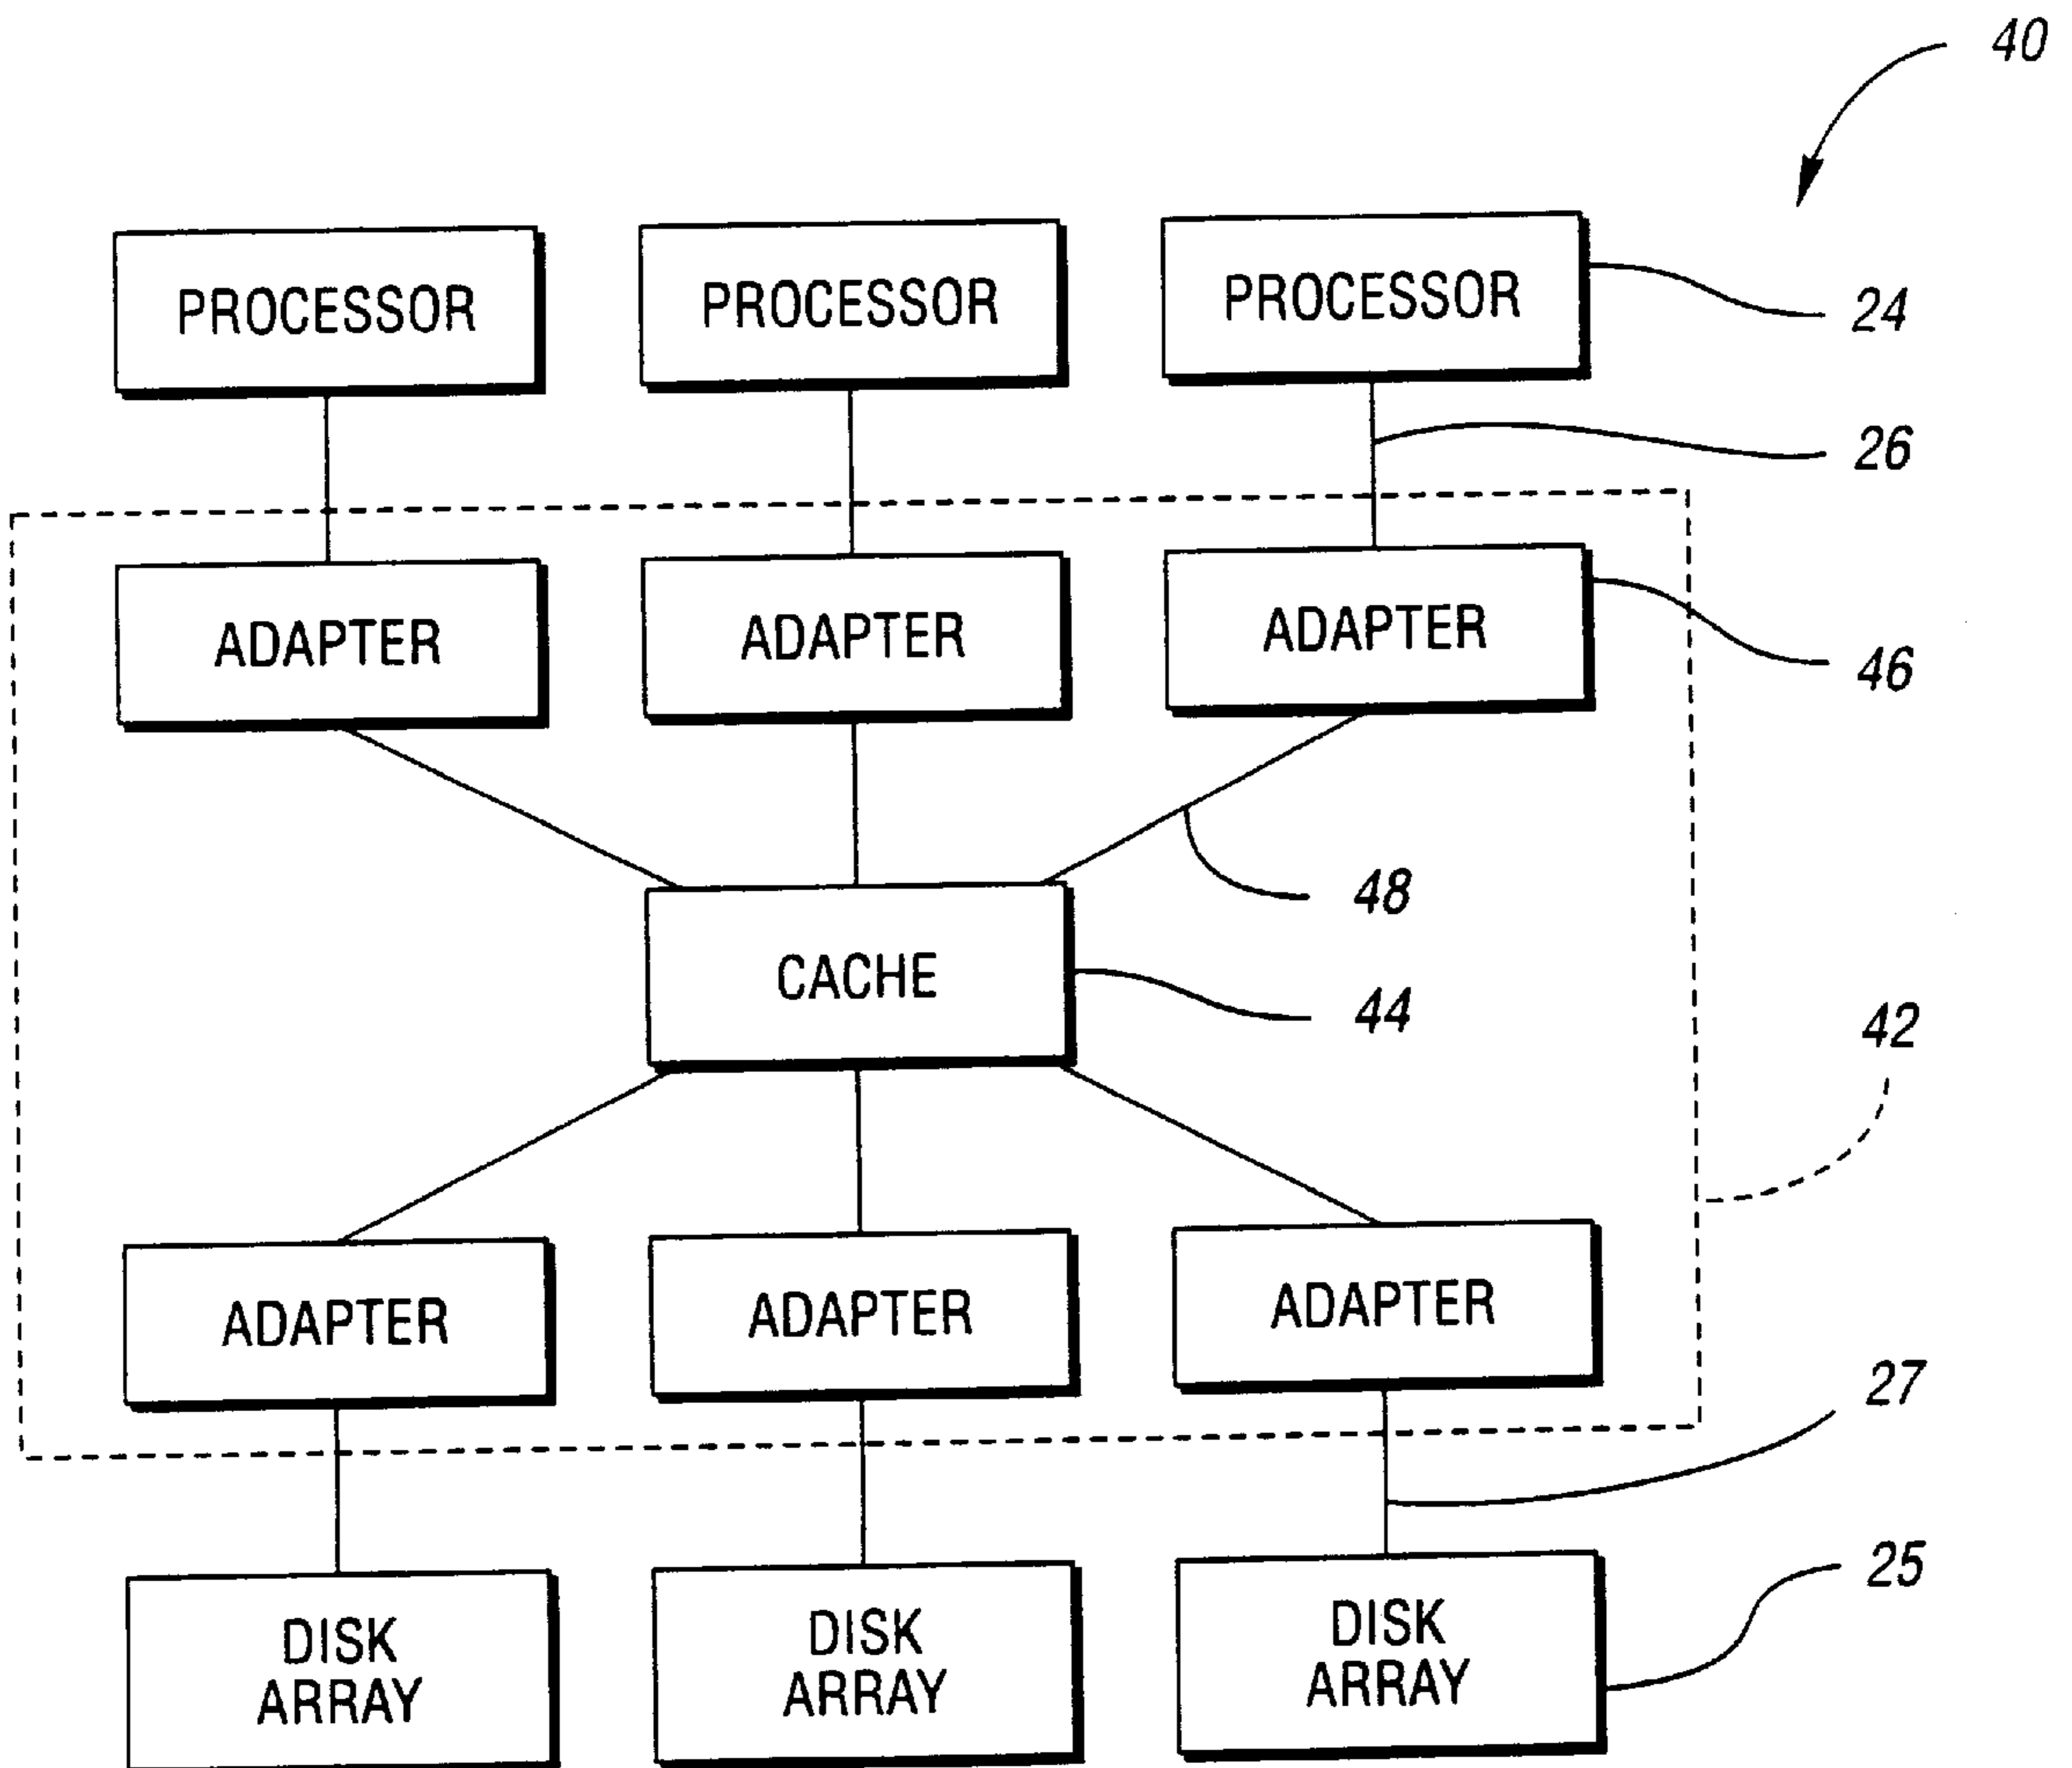 40
PROCESSOR
PROCESSOR
PROCESSOR
24
26
ADAPTER
ADAPTER
ADAPTER
46
48
CACHE
44
42
ADAPTER
ADAPTER
ADAPTER
27
DISK
ARRAY
DISK
ARRAY
DISK
ARRAY
25